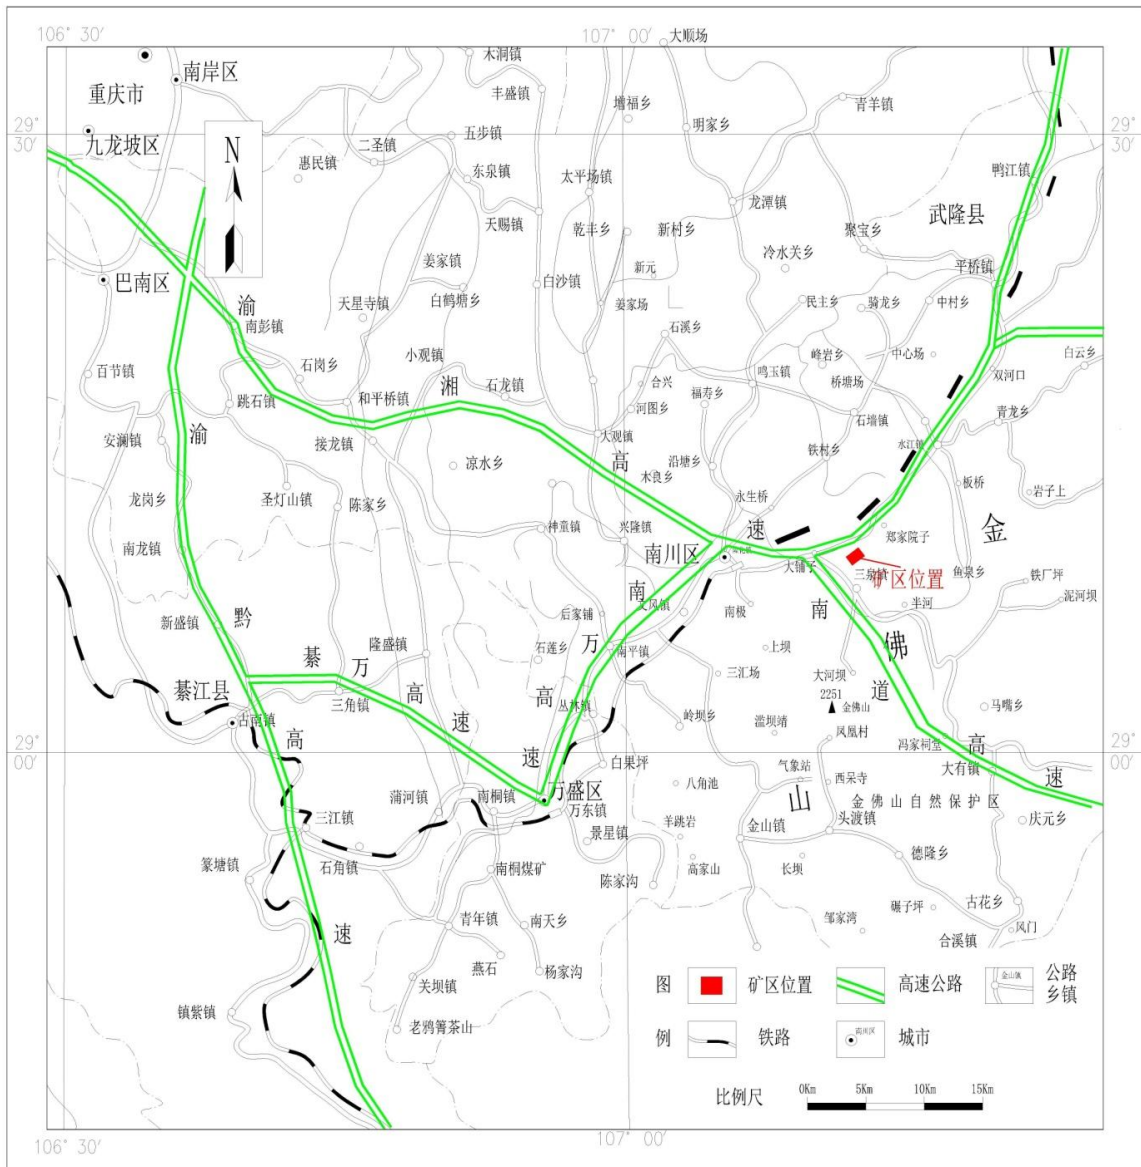 106° 30′
107° 00′
大顺场
木洞镇
南岸区
重庆市
丰盛镇
增福乡
青羊镇
29°
30′
29°
30′
九龙坡区
五步镇
明家乡
N
惠民镇
二圣镇
东泉镇
太平场镇
鸭江镇
龙潭镇
武隆县
天赐镇
乾丰乡
新村乡
聚宝乡
冷水关乡
姜家镇
新元
平桥镇
巴南区
白沙镇
白鹤塘乡
渝
天星寺镇
姜家场
民主乡
骑龙乡
中村乡
南彭镇
石溪乡
小观镇
峰岩乡
中心场
白云乡
百节镇
石岗乡
湘
石龙镇
合兴
鸣玉镇
桥塘场
双河口
跳石镇
和平桥镇
福寿乡
河图乡
青龙乡
石墙镇
安澜镇
渝
接龙镇
大观镇
水江镇
高
铁村乡
凉水乡
沿塘乡
木良乡
板桥
岩子上
龙岗乡
圣灯山镇
陈家乡
永生桥
神童镇
兴隆镇
速
金
郑家院子
南龙镇
南川区
大铺子
矿区位置
三泉镇
鱼泉乡
铁厂坪
南
文风镇
南极
南
半河
泥河坝
后家铺
新盛镇
黔
隆盛镇
万
佛
石莲乡
南平镇
上坝
綦
万
三汇场
大河坝
綦江县
高
高
道
2251
金佛山
三角镇
丛林镇
岭坝乡
马嘴乡
古南镇
速
滥坝靖
凤凰村
高
速
冯家祠堂
高
29°
00′
29°
00′
白果坪
气象站
大有镇
速
万盛区
八角池
西呆寺
蒲河镇
南桐镇
万东镇
山
金佛山自然保护区
三江镇
羊跳岩
金山镇
头渡镇
庆元乡
景星镇
石角镇
高家山
长坝
德隆乡
篆塘镇
南桐煤矿
陈家沟
碾子坪
古花乡
青年镇
南天乡
邹家湾
风门
速
合溪镇
燕石
杨家沟
关坝镇
镇紫镇
老鸦箐茶山
图
矿区位置
高速公路
金山镇
公路
乡镇
例
铁路
南川区
城市
比例尺
0Km
5Km
10Km
15Km
106° 30′
107° 00′